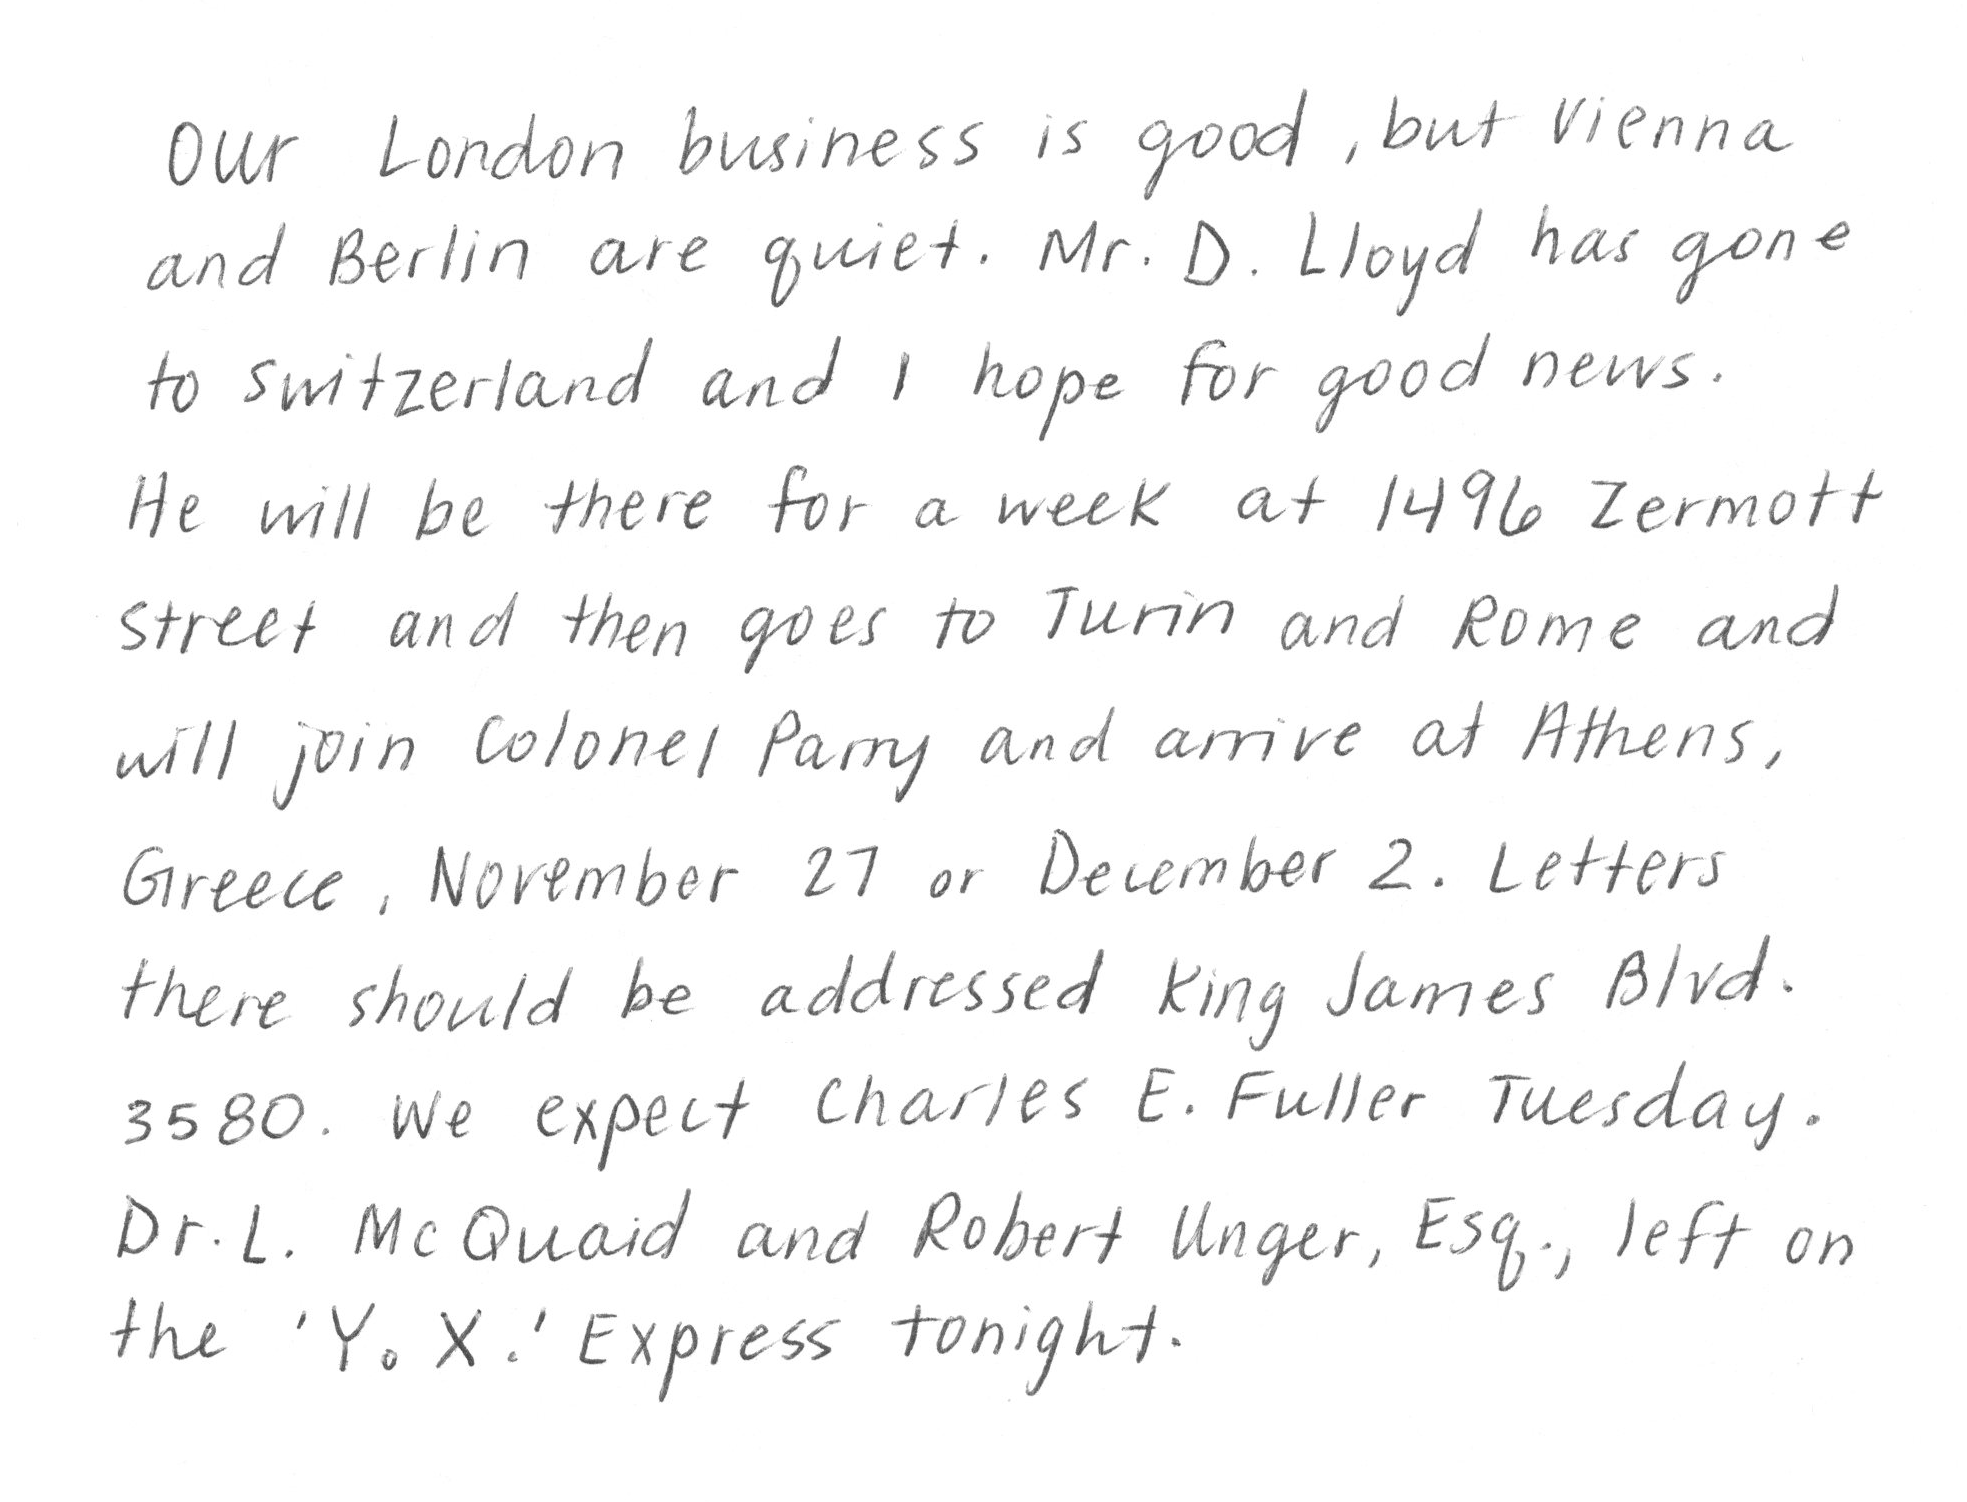 Our London business is good, but Vienna
and Berlin are quiet. Mr. D. Lloyd has gone
to Switzerland and I hope for good news.
He will be there for a week at 1496 Zermott
street and then goes to Turin and Rome and
will join Colonel Parry and arrive at Athens,
Greece, November 27 or December 2. Letters
there should be addressed King James Blvd.
3580. We expect Charles E. Fuller Tuesday.
Dr. L. McQuaid and Robert Unger, Esq., left on
the 'Y. X.' Express tonight.